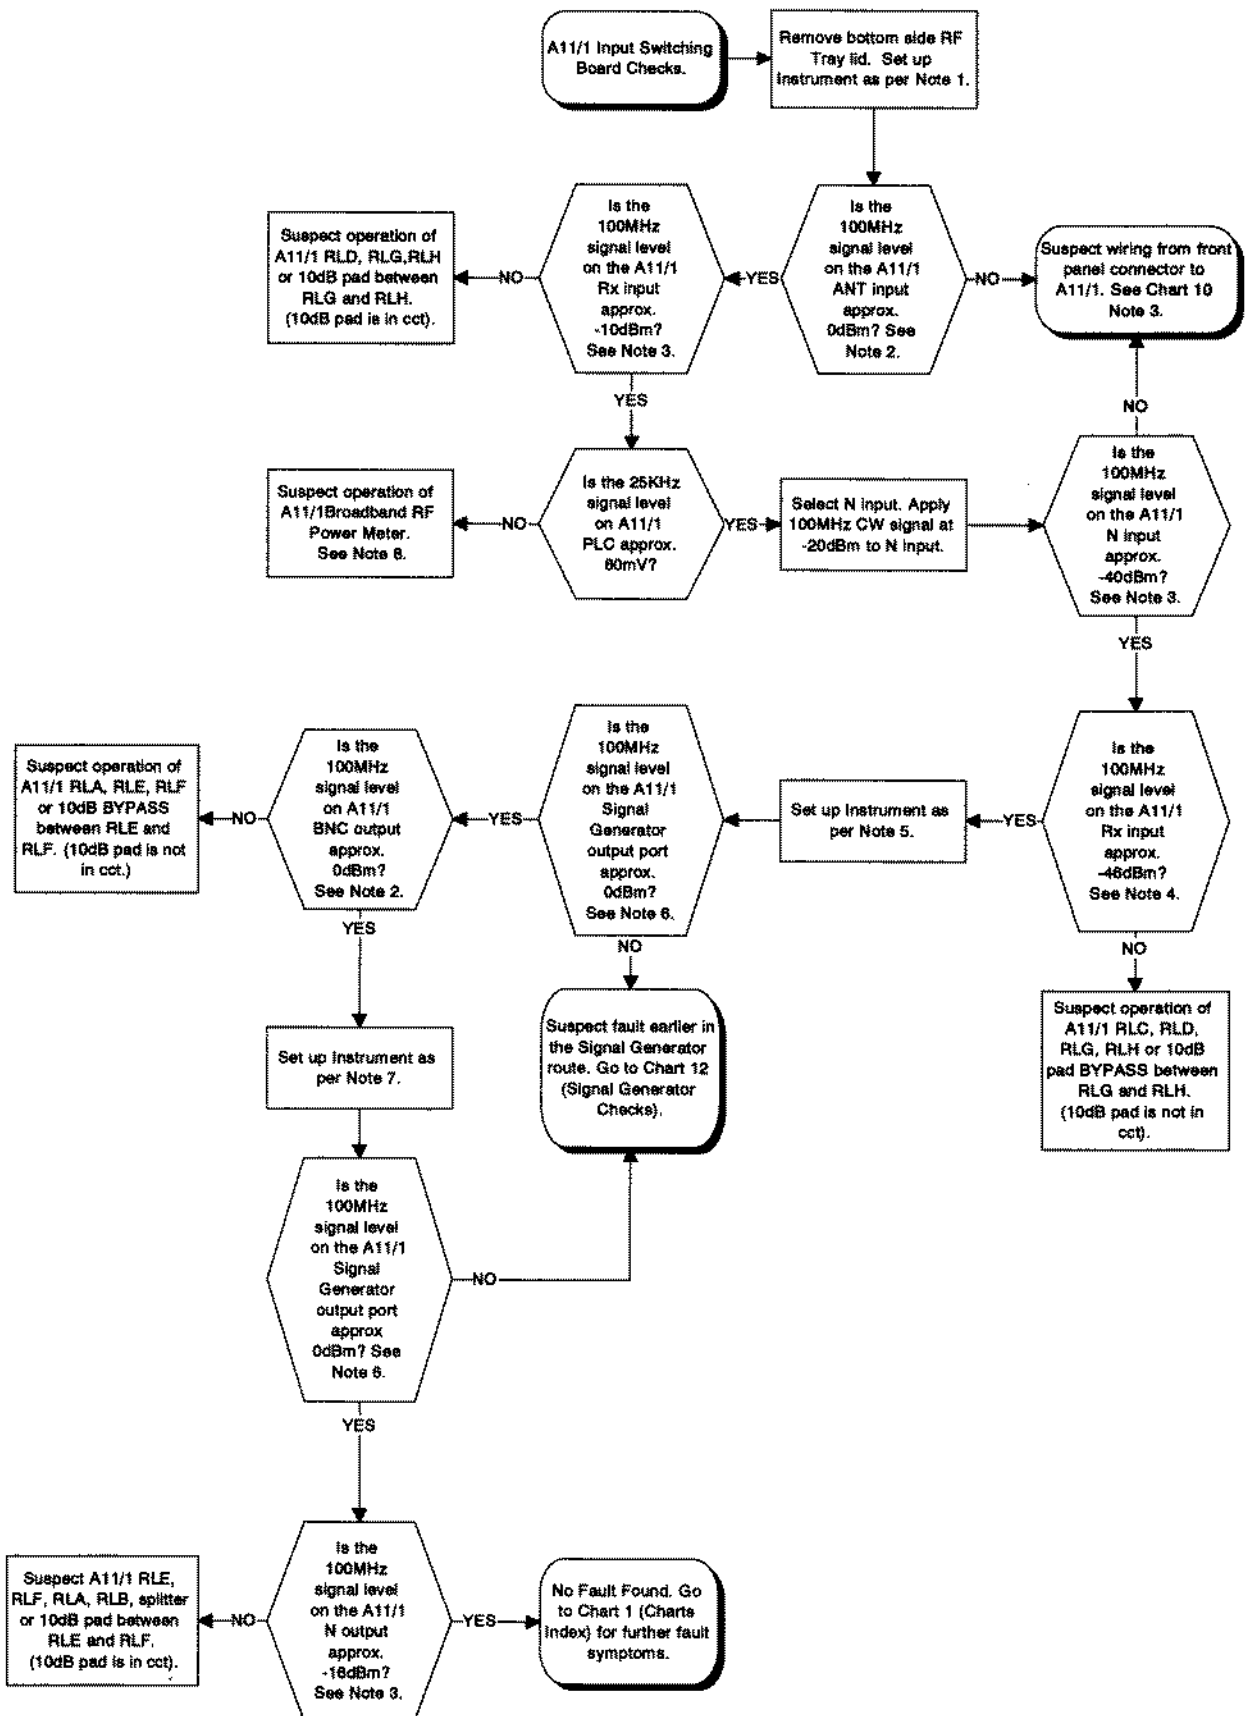 A11/1 Input Switching
Board Checks.
Remove bottom side RF
Tray lid. Set up
Instrument as per Note 1.
Is the
100MHz
signal level
on the A11/1
ANT input
approx.
0dBm? See
Note 2.
YES
NO
Is the
100MHz
signal level
on the A11/1
Rx input
approx.
-10dBm?
See Note 3.
NO
Suspect operation of
A11/1 RLD, RLG,RLH
or 10dB pad between
RLG and RLH.
(10dB pad is in cct).
Suspect wiring from front
panel connector to
A11/1. See Chart 10
Note 3.
YES
NO
Suspect operation of
A11/1Broadband RF
Power Meter.
See Note 8.
NO
Is the 25KHz
signal level
on A11/1
PLC approx.
60mV?
YES
Select N input. Apply
100MHz CW signal at
-20dBm to N input.
Is the
100MHz
signal level
on the A11/1
N input
approx.
-40dBm?
See Note 3.
YES
Is the
100MHz
signal level
on the A11/1
Rx input
approx.
-46dBm?
See Note 4.
YES
NO
Suspect operation of
A11/1 RLC, RLD,
RLG, RLH or 10dB
pad BYPASS between
RLG and RLH.
(10dB pad is not in
cct).
Set up Instrument as
per Note 5.
Is the
100MHz
signal level
on the A11/1
Signal
Generator
output port
approx.
0dBm?
See Note 6.
YES
NO
Suspect fault earlier in
the Signal Generator
route. Go to Chart 12
(Signal Generator
Checks).
Is the
100MHz
signal level
on A11/1
BNC output
approx.
0dBm?
See Note 2.
NO
Suspect operation of
A11/1 RLA, RLE, RLF
or 10dB BYPASS
between RLE and
RLF. (10dB pad is not
in cct.)
YES
Set up Instrument as
per Note 7.
Is the
100MHz
signal level
on the A11/1
Signal
Generator
output port
approx
0dBm? See
Note 6.
NO
YES
Is the
100MHz
signal level
on the A11/1
N output
approx.
-16dBm?
See Note 3.
NO
Suspect A11/1 RLE,
RLF, RLA, RLB, splitter
or 10dB pad between
RLE and RLF.
(10dB pad is in cct).
YES
No Fault Found. Go
to Chart 1 (Charts
Index) for further fault
symptoms.